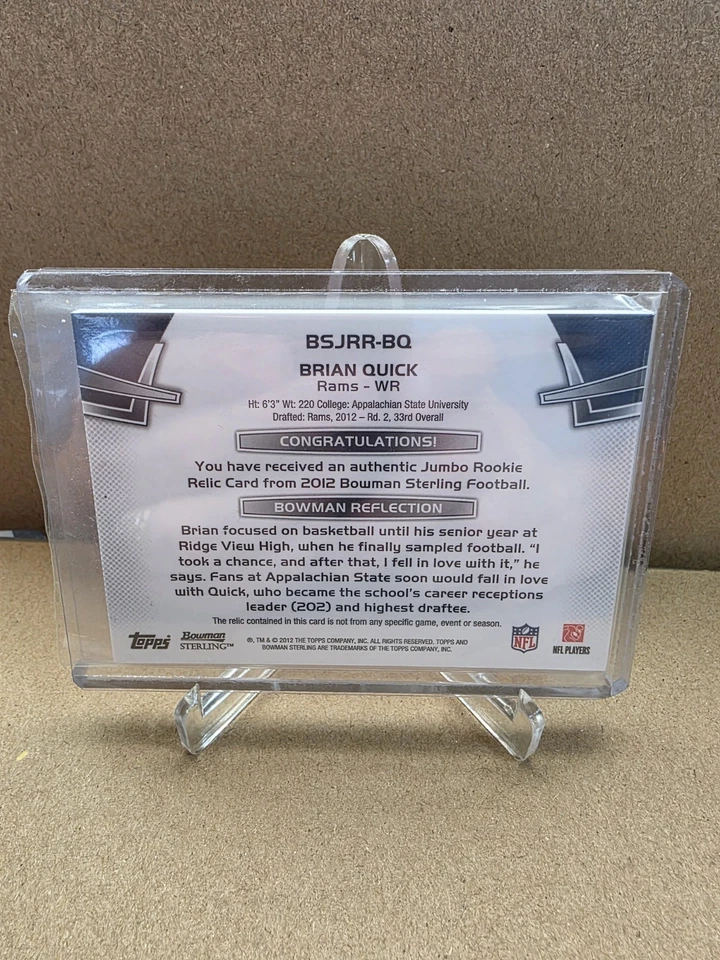 BSJRR-BQ
BRIAN QUICK
Rams - WR
Ht: 6'3" Wt: 220 College: Appalachian State University
Drafted: Rams, 2012 – Rd. 2, 33rd Overall
CONGRATULATIONS!
You have received an authentic Jumbo Rookie
Relic Card from 2012 Bowman Sterling Football.
BOWMAN REFLECTION
Brian focused on basketball until his senior year at
Ridge View High, when he finally sampled football. "I
took a chance, and after that, I fell in love with it," he
says. Fans at Appalachian State soon would fall in love
with Quick, who became the school's career receptions
leader (202) and highest draftee.
The relic contained in this card is not from any specific game, event or season.
Topps
Bowman
STERLING™
®, TM & © 2012 THE TOPPS COMPANY, INC. ALL RIGHTS RESERVED. TOPPS AND
BOWMAN STERLING ARE TRADEMARKS OF THE TOPPS COMPANY, INC.
NFL
NFL PLAYERS